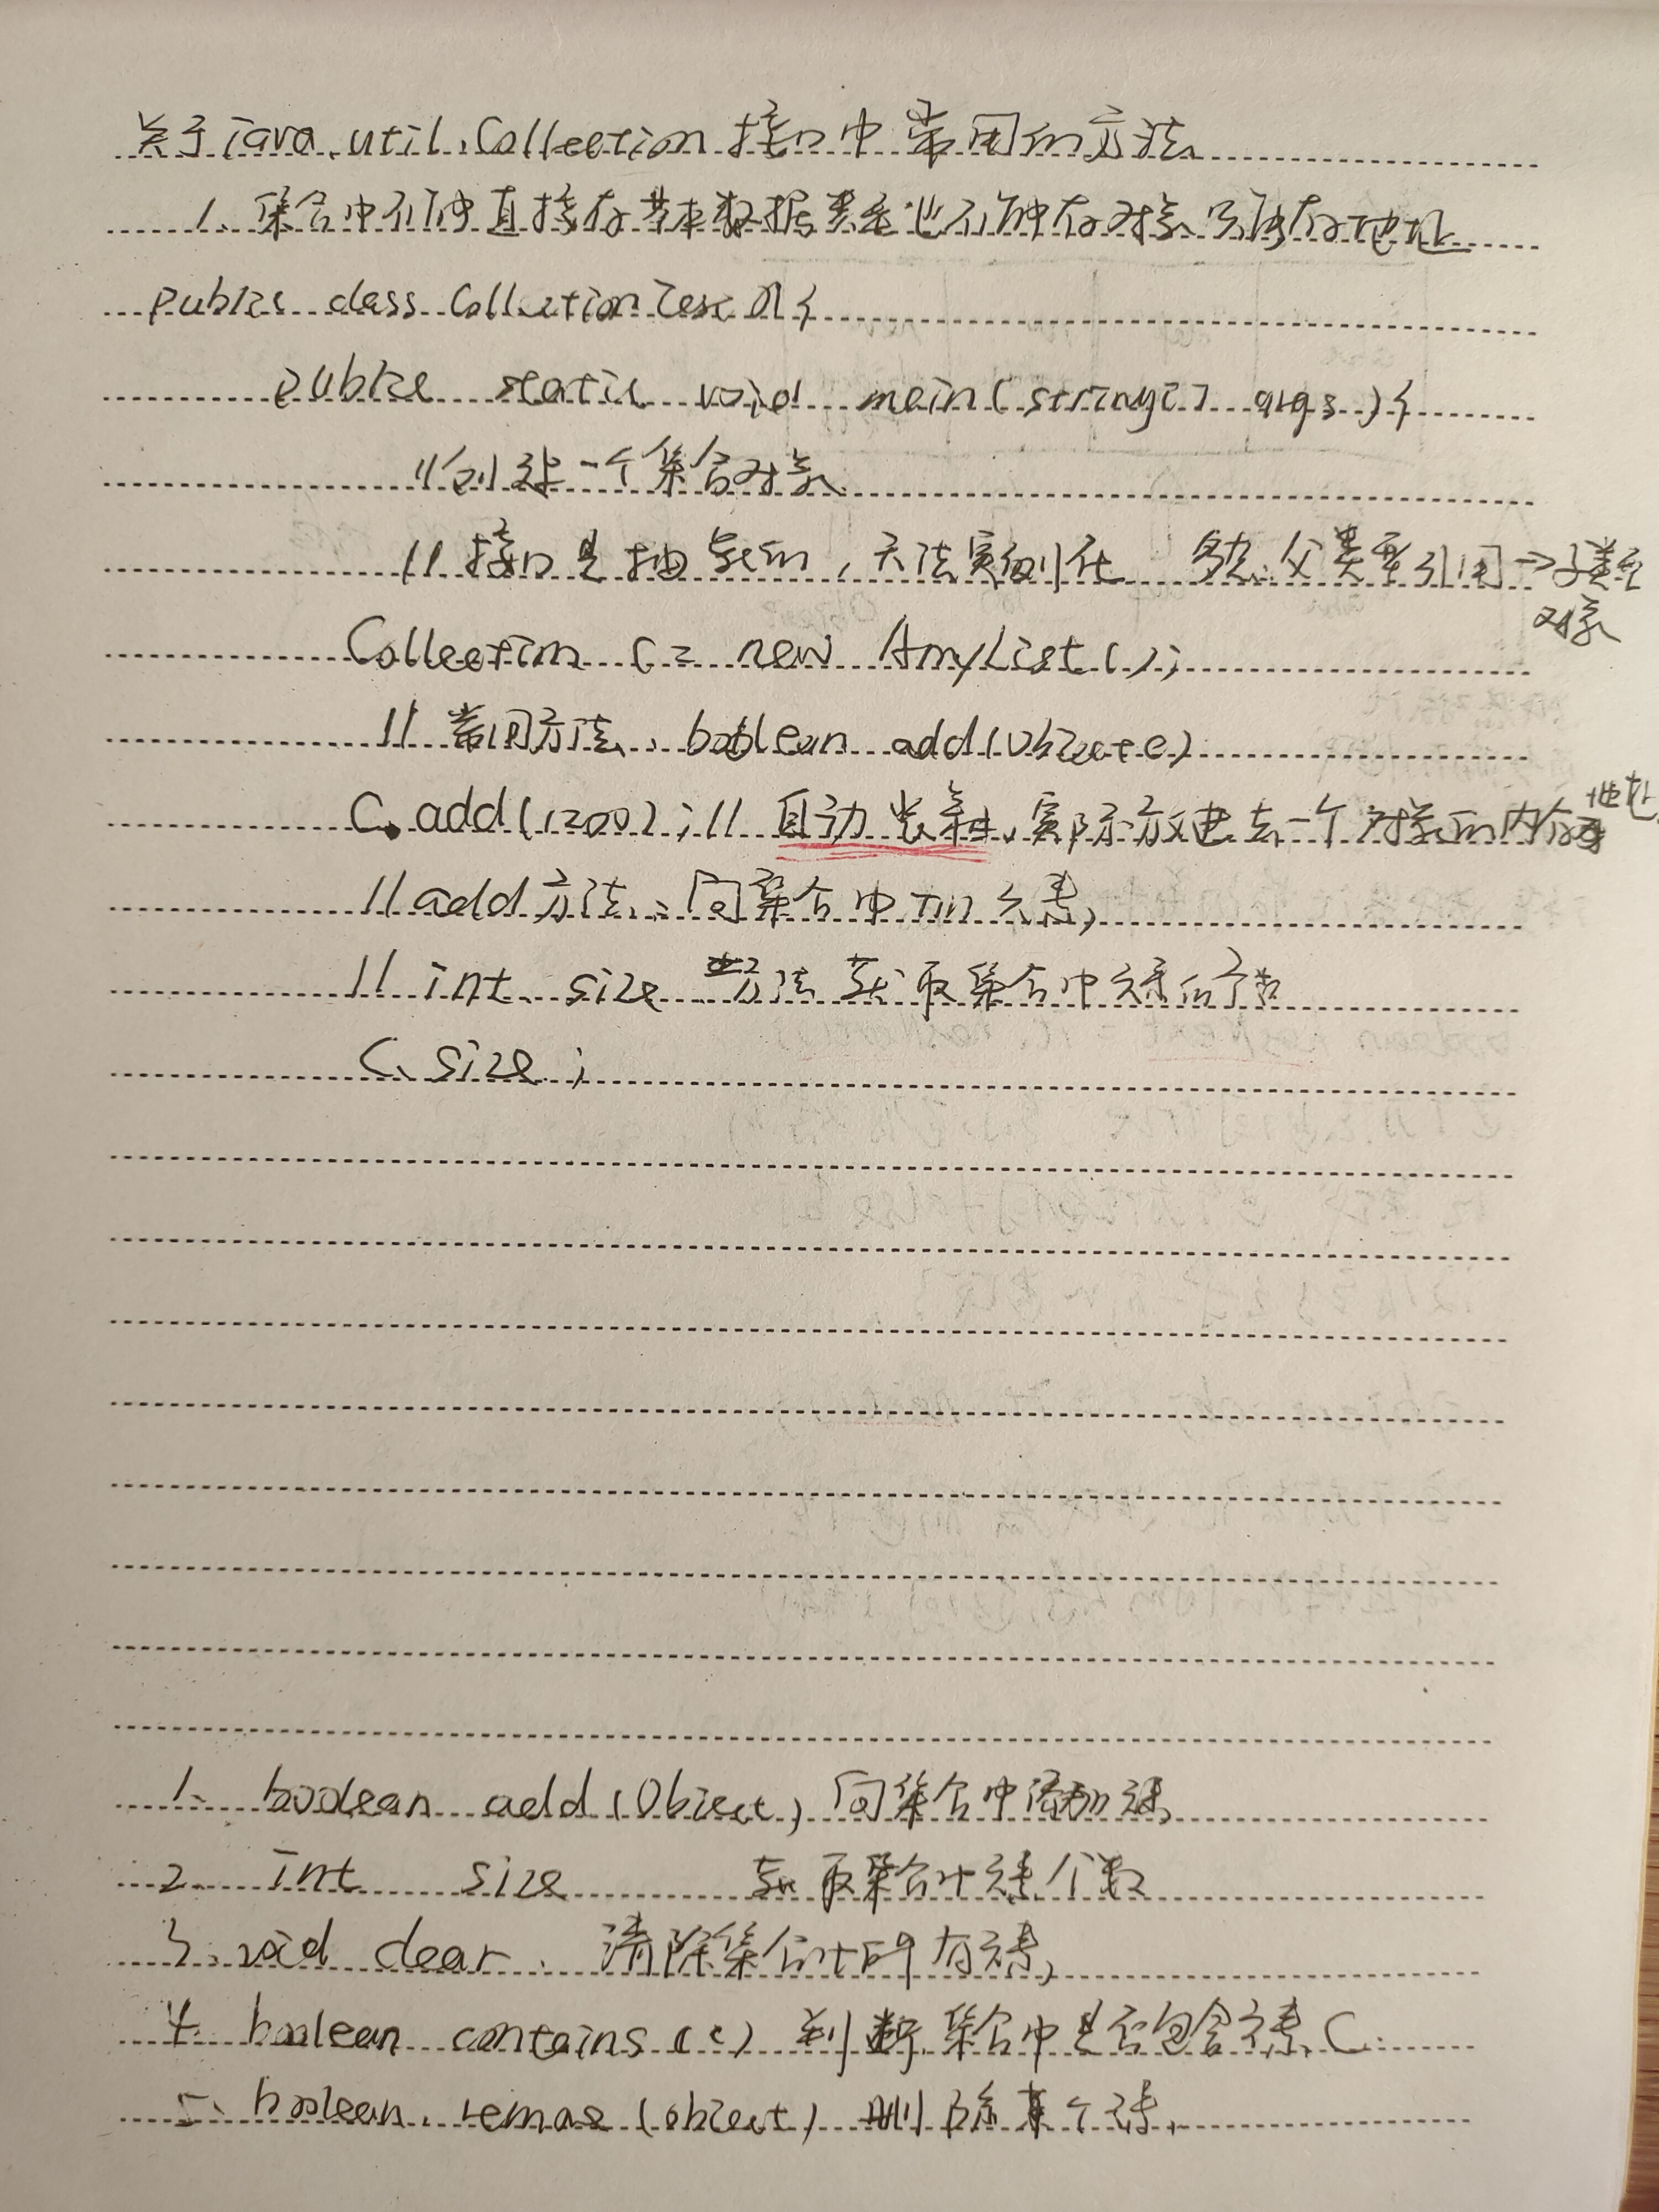 关于java.util.Collection接口中常用的方法
1、集合中不能直接存基本数据类型也不能存对象只能存地址
public class CollectionTest01{
public static void main(String[] args){
//创建一个集合对象
//接口是抽象的,无法实例化 多态:父类型引用→子类型
对象
Collection c = new ArrayList();
//常用方法、boolean add(Object e)
C.add(1200);//自动装箱、实际放进去一个对象的内存地址
//add方法:向集合中加元素
//int size 方法 获取集合中元素的个数
C.size;
1、boolean add(Object)向集合中添加元素
2、int size 获取集合中元素个数
3、void clear 清除集合中所有元素
4、boolean contains(c)判断集合中是否包含元素C
5、boolean remove(object)删除某个元素